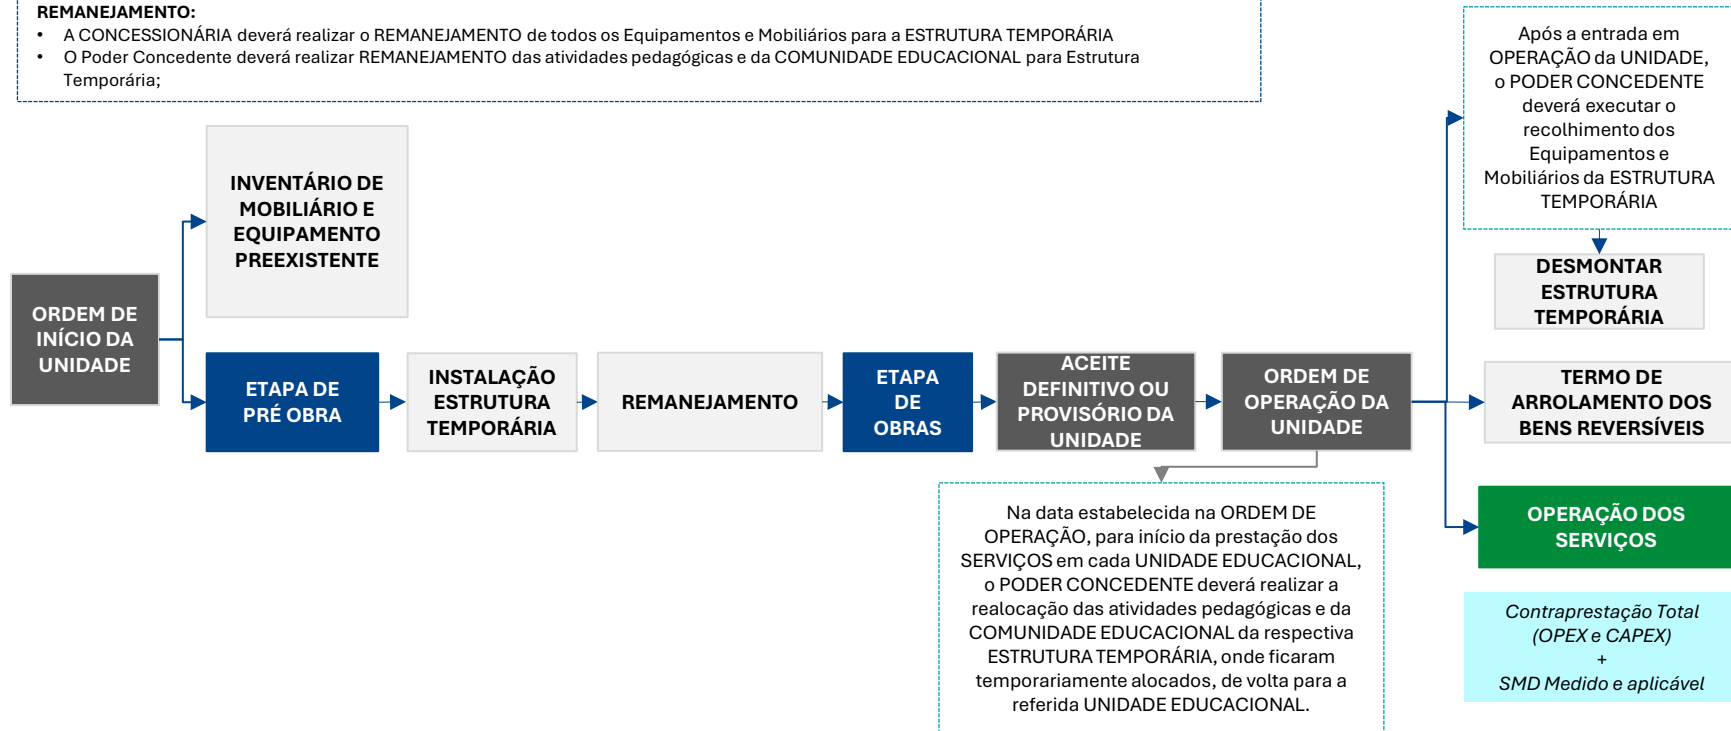 REMANEJAMENTO:
• A CONCESSIONÁRIA deverá realizar o REMANEJAMENTO de todos os Equipamentos e Mobiliários para a ESTRUTURA TEMPORÁRIA
• O Poder Concedente deverá realizar REMANEJAMENTO das atividades pedagógicas e da COMUNIDADE EDUCACIONAL para Estrutura
Temporária;
Após a entrada em
OPERAÇÃO da UNIDADE,
o PODER CONCEDENTE
deverá executar o
recolhimento dos
Equipamentos e
Mobiliários da ESTRUTURA
TEMPORÁRIA
INVENTÁRIO DE
MOBILIÁRIO E
EQUIPAMENTO
PREEXISTENTE
DESMONTAR
ESTRUTURA
TEMPORÁRIA
ORDEM DE
INÍCIO DA
UNIDADE
ETAPA DE
PRÉ OBRA
INSTALAÇÃO
ESTRUTURA
TEMPORÁRIA
REMANEJAMENTO
ETAPA
DE
OBRAS
ACEITE
DEFINITIVO OU
PROVISÓRIO DA
UNIDADE
ORDEM DE
OPERAÇÃO DA
UNIDADE
TERMO DE
ARROLAMENTO DOS
BENS REVERSÍVEIS
Na data estabelecida na ORDEM DE
OPERAÇÃO, para início da prestação dos
SERVIÇOS em cada UNIDADE EDUCACIONAL,
o PODER CONCEDENTE deverá realizar a
realocação das atividades pedagógicas e da
COMUNIDADE EDUCACIONAL da respectiva
ESTRUTURA TEMPORÁRIA, onde ficaram
temporariamente alocados, de volta para a
referida UNIDADE EDUCACIONAL.
OPERAÇÃO DOS
SERVIÇOS
Contraprestação Total
(OPEX e CAPEX)
+
SMD Medido e aplicável